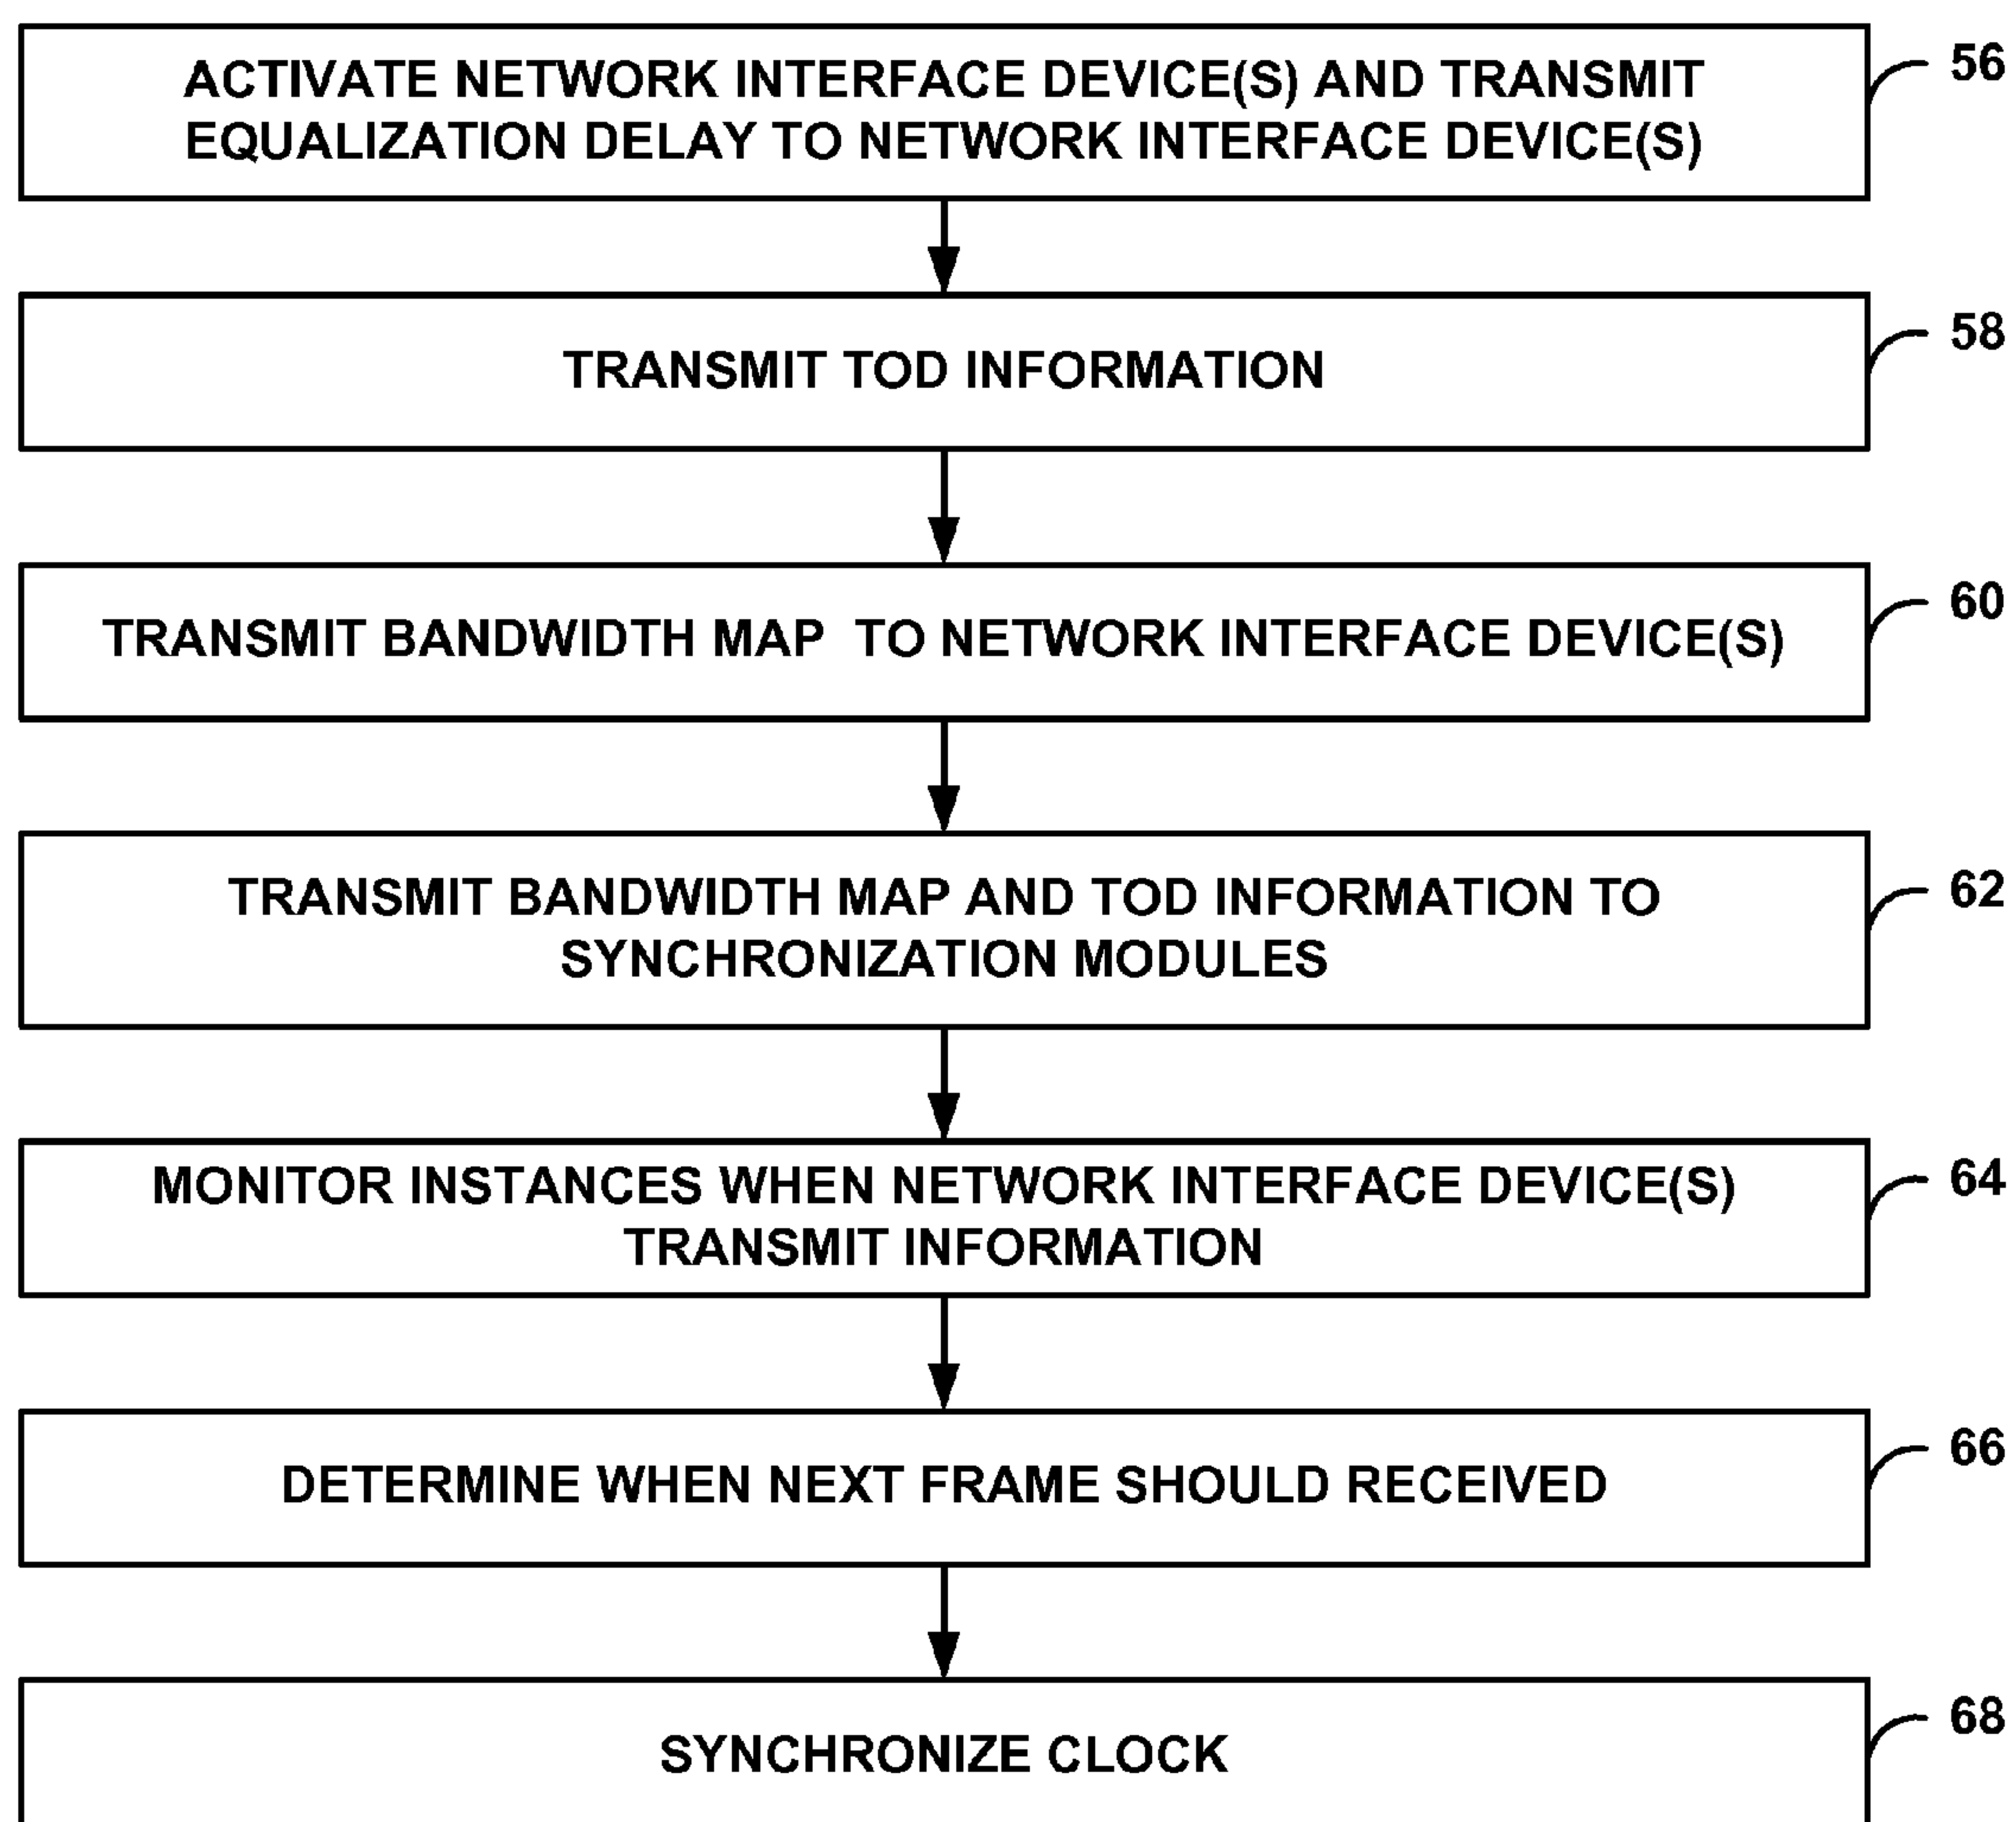 ACTIVATE NETWORK INTERFACE DEVICE(S) AND TRANSMIT
EQUALIZATION DELAY TO NETWORK INTERFACE DEVICE(S)
56
TRANSMIT TOD INFORMATION
58
TRANSMIT BANDWIDTH MAP TO NETWORK INTERFACE DEVICE(S)
60
TRANSMIT BANDWIDTH MAP AND TOD INFORMATION TO
SYNCHRONIZATION MODULES
62
MONITOR INSTANCES WHEN NETWORK INTERFACE DEVICE(S)
TRANSMIT INFORMATION
64
DETERMINE WHEN NEXT FRAME SHOULD RECEIVED
66
SYNCHRONIZE CLOCK
68